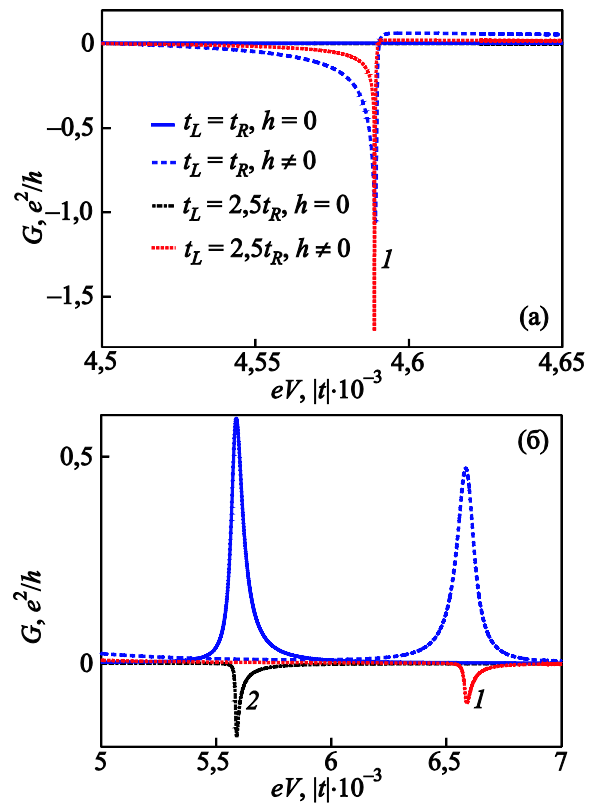 0
–0,5
–1,0
–1,5
G, e²/h
t_L = t_R, h = 0
t_L = t_R, h ≠ 0
t_L = 2,5t_R, h = 0
t_L = 2,5t_R, h ≠ 0
1
(а)
4,5 4,55 4,6 4,65
eV, |t|·10⁻³
(б)
0,5
0
G, e²/h
2 1
5 5,5 6 6,5 7
eV, |t|·10⁻³